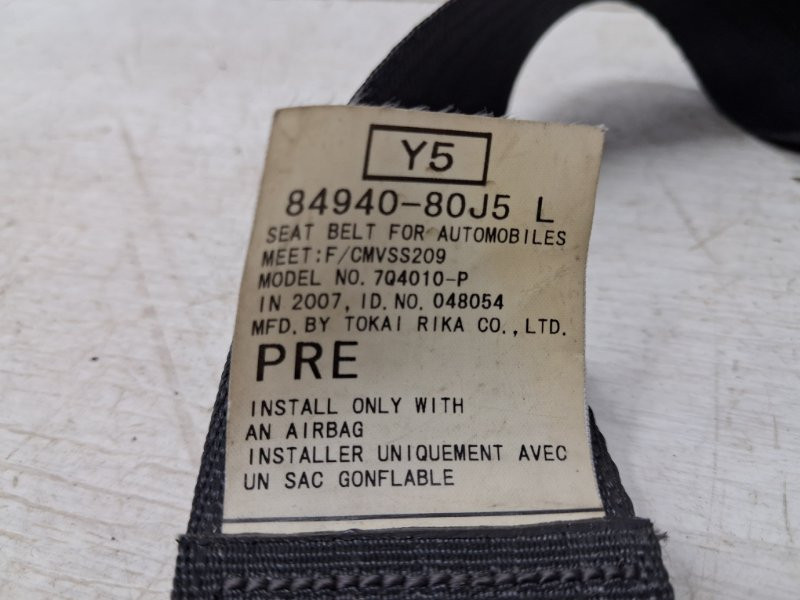 Y5
84940-80J5 L
SEAT BELT FOR AUTOMOBILES
MEET:F/CMVSS209
MODEL NO. 7Q4010-P
IN 2007, ID.NO. 048054
MFD.BY TOKAI RIKA CO.,LTD.
PRE
INSTALL ONLY WITH
AN AIRBAG
INSTALLER UNIQUEMENT AVEC
UN SAC GONFLABLE